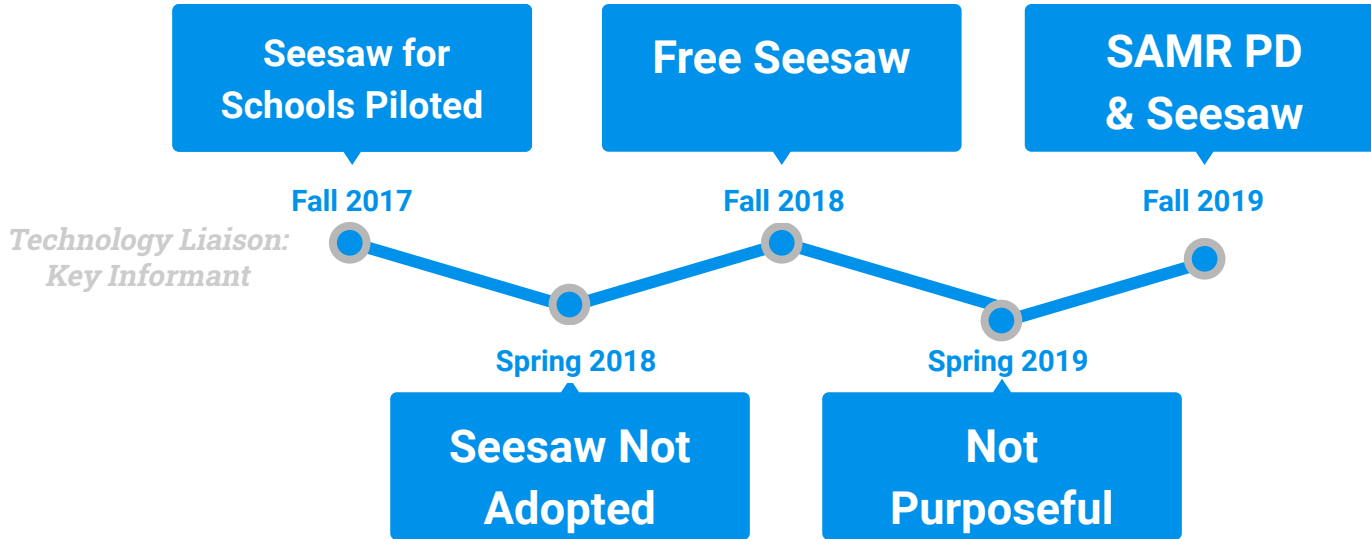 Seesaw for
Schools Piloted
Free Seesaw
SAMR PD
& Seesaw
Fall 2017
Fall 2018
Fall 2019
Technology Liaison:
Key Informant
Spring 2018
Spring 2019
Seesaw Not
Adopted
Not
Purposeful